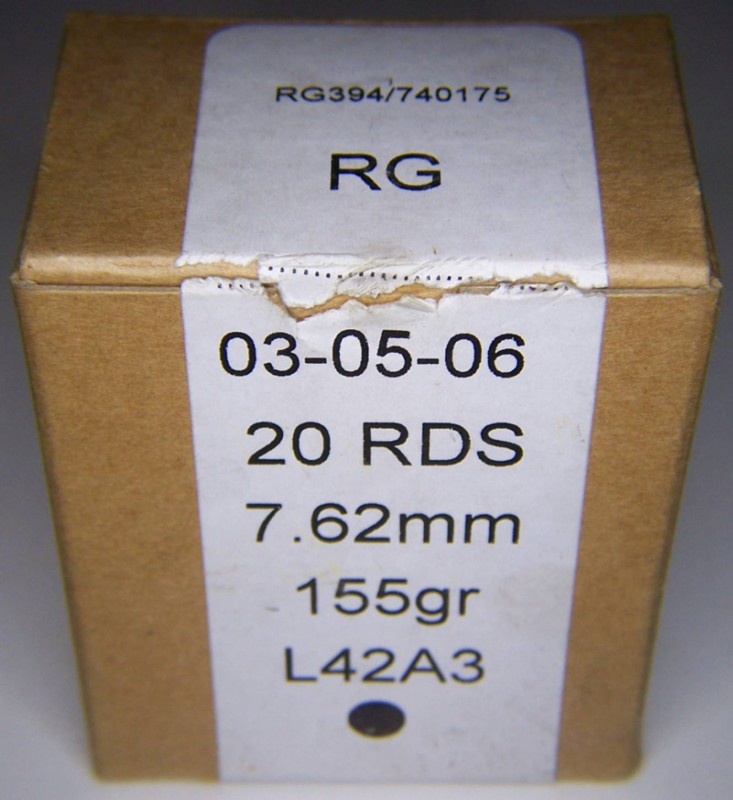 RG394/740175
RG
03-05-06
20 RDS
7.62mm
155gr
L42A3